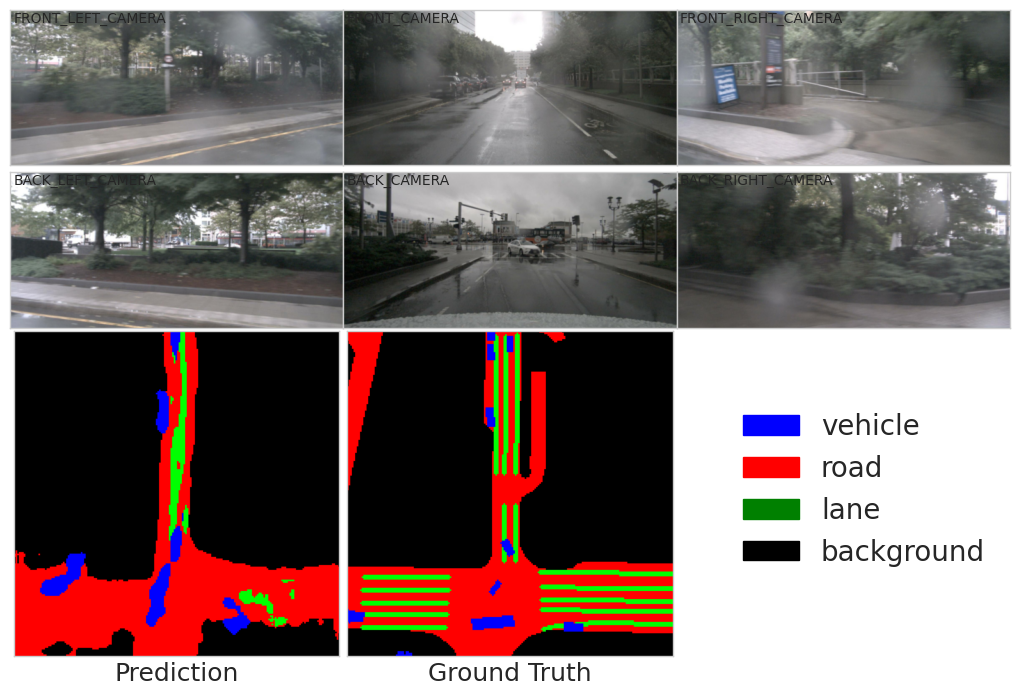 FRONT_LEFT_CAMERA
FRONT_CAMERA
FRONT_RIGHT_CAMERA
BACK_LEFT_CAMERA
BACK_CAMERA
BACK_RIGHT_CAMERA
vehicle
road
lane
background
Prediction
Ground Truth